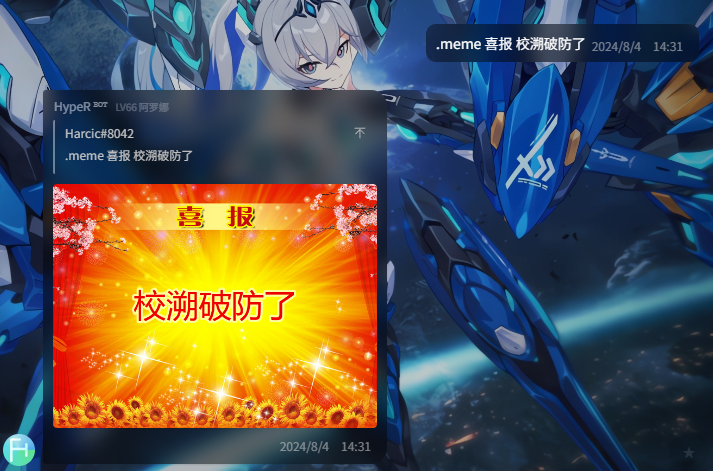 .meme 喜报 校溯破防了 2024/8/4 14:31
HypeR BOT LV66 阿罗娜
Harcic#8042
.meme 喜报 校溯破防了
喜 报
校溯破防了
2024/8/4 14:31